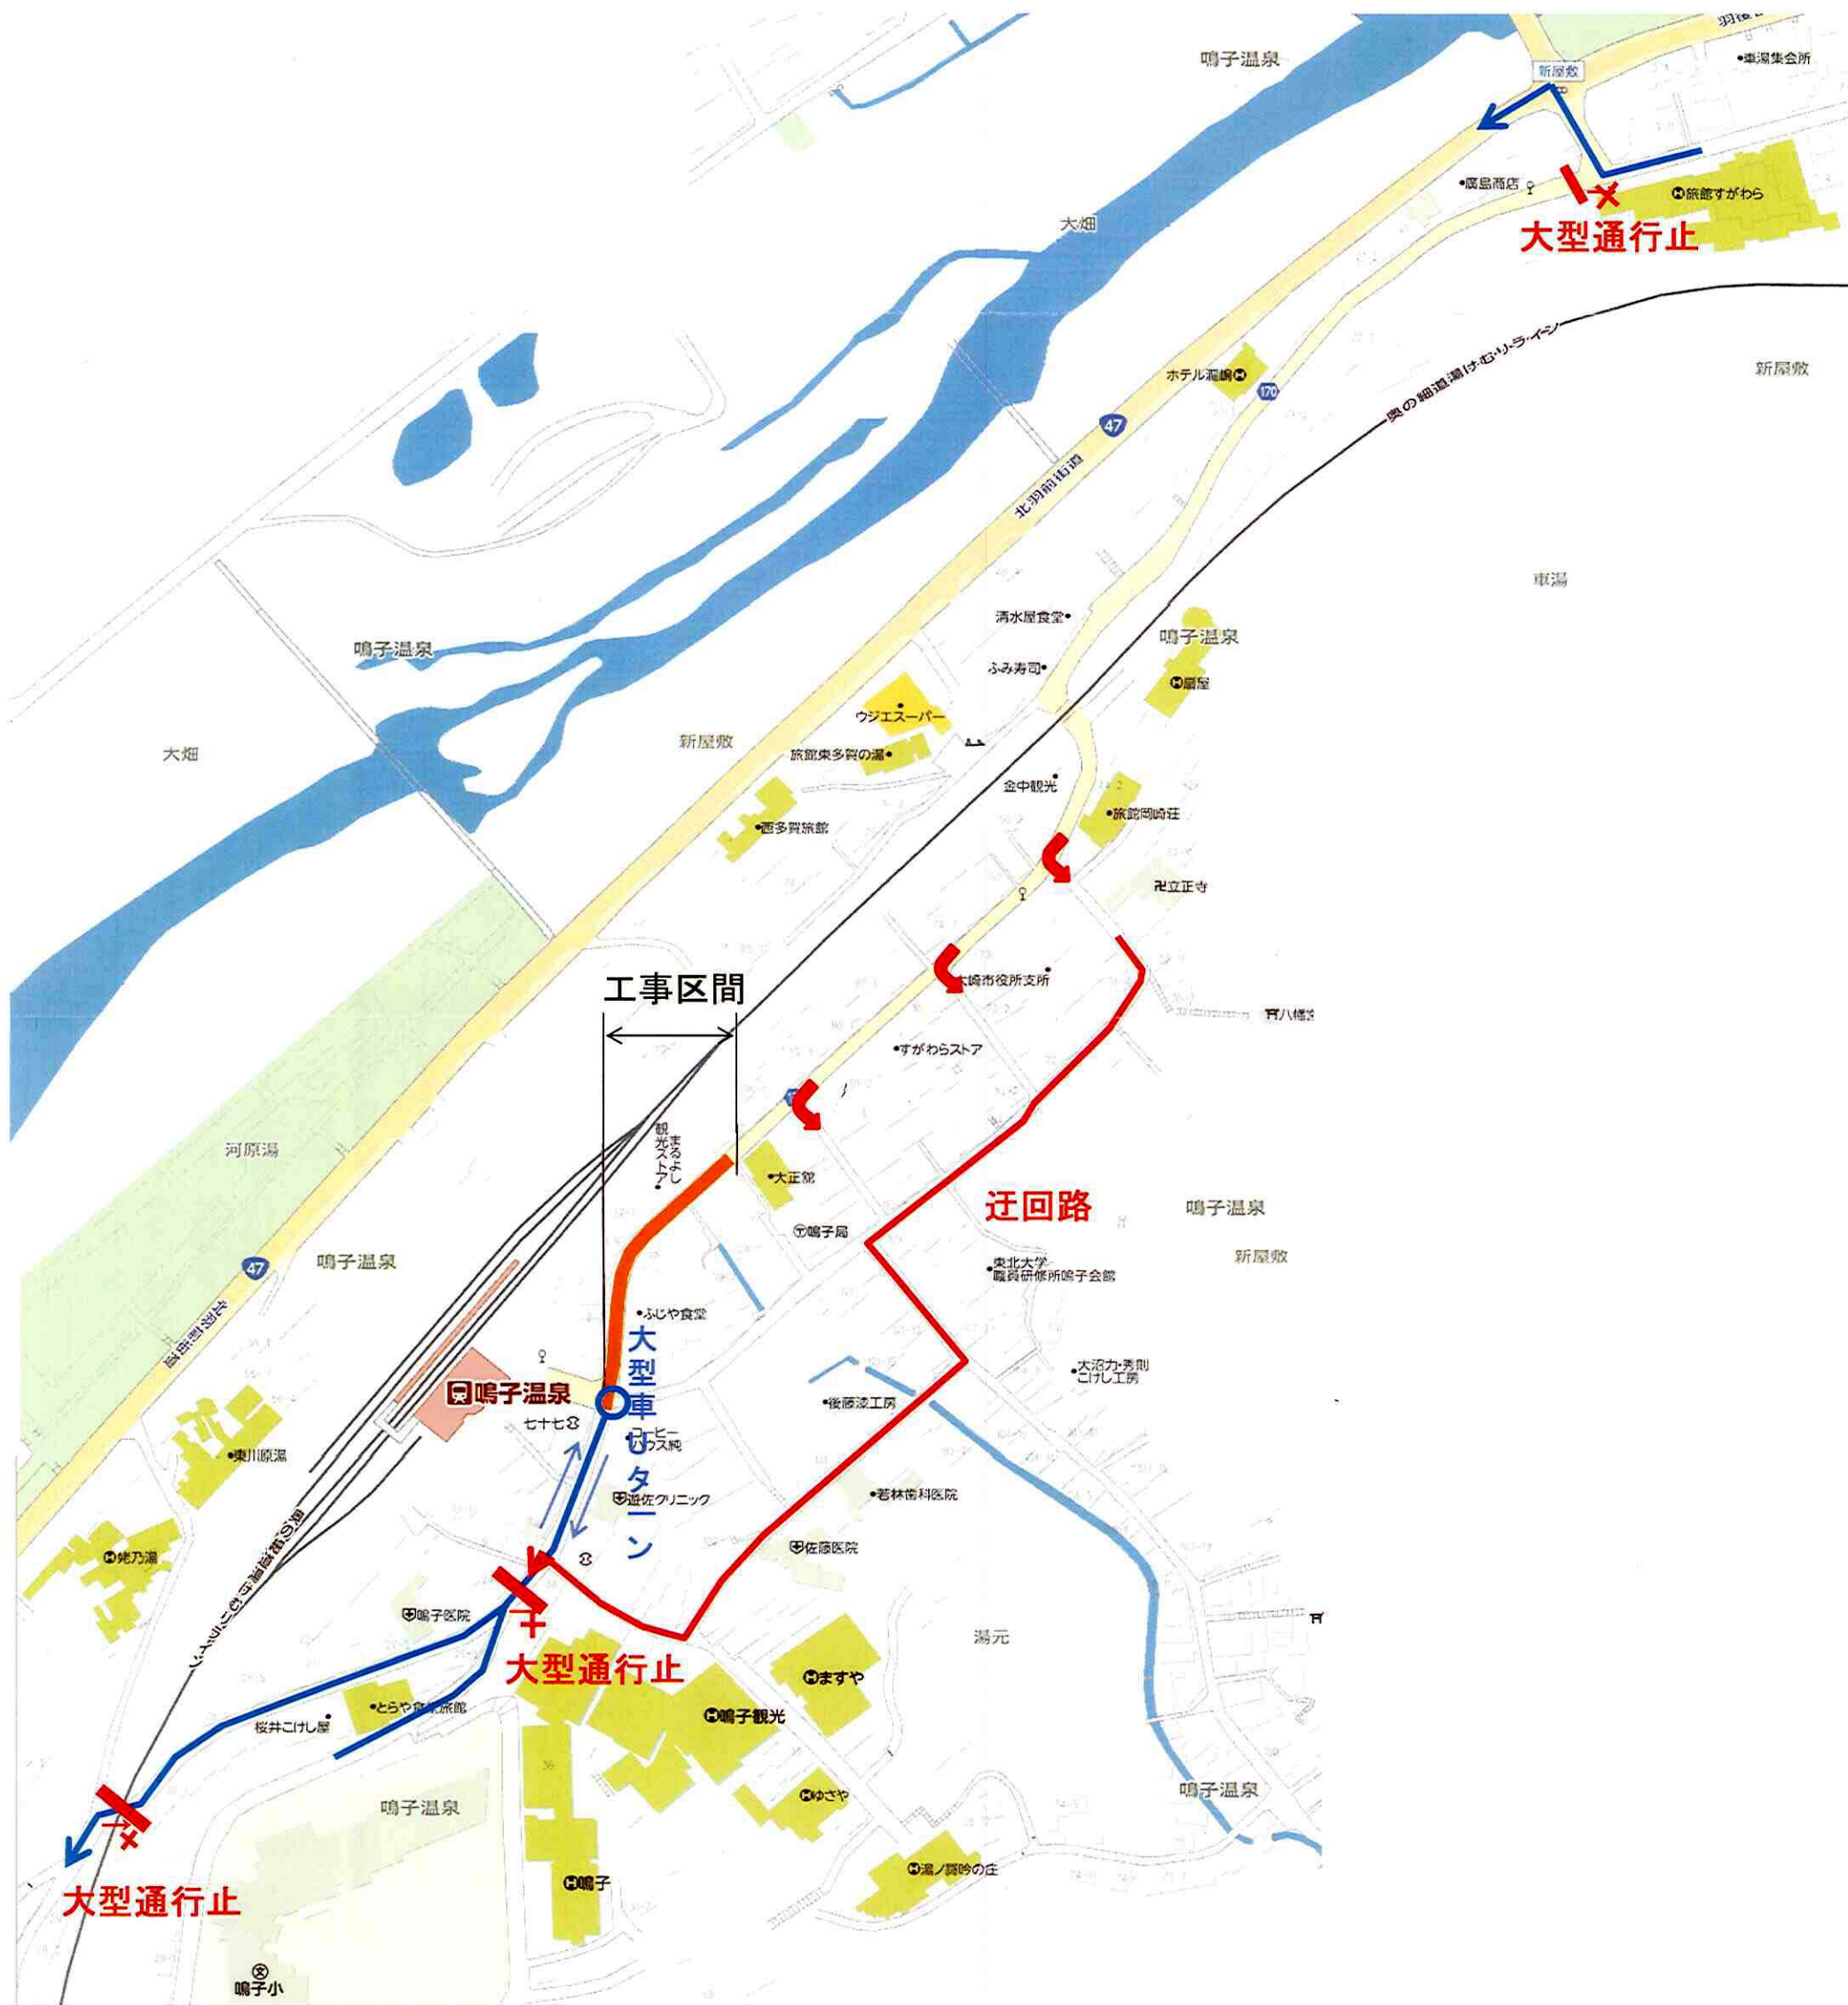 鳴子温泉
羽後
車湯集会所
新屋敷
廣島商店
旅館すがわら
大型通行止
大畑
奥の細道湯けむりライン
新屋敷
170
47
北羽前街道
車湯
清水屋食堂
鳴子温泉
ふみ寿司
扇屋
鳴子温泉
ウジエスーパー
旅館東多賀の湯
新屋敷
大畑
金中観光
旅館岡崎荘
西多賀旅館
卍立正寺
工事区間
大崎市役所支所
八幡
すがわらストア
河原湯
まるよし
観光ストア
大正館
鳴子局
迂回路
鳴子温泉
新屋敷
東北大学
職員研修所鳴子会館
47
鳴子温泉
ふじや食堂
大型車Uターン
大沼力・秀則
こけし工房
鳴子温泉
七十七
後藤漆工房
コーヒー
ハウス純
東川原湯
遊佐クリニック
若林歯科医院
佐藤医院
姥乃湯
鳴子医院
湯元
大型通行止
ますや
とらや
旅館
桜井こけし屋
鳴子観光
36
ゆさや
鳴子温泉
鳴子温泉
鳴子
湯ノ
吟の庄
大型通行止
文
鳴子小